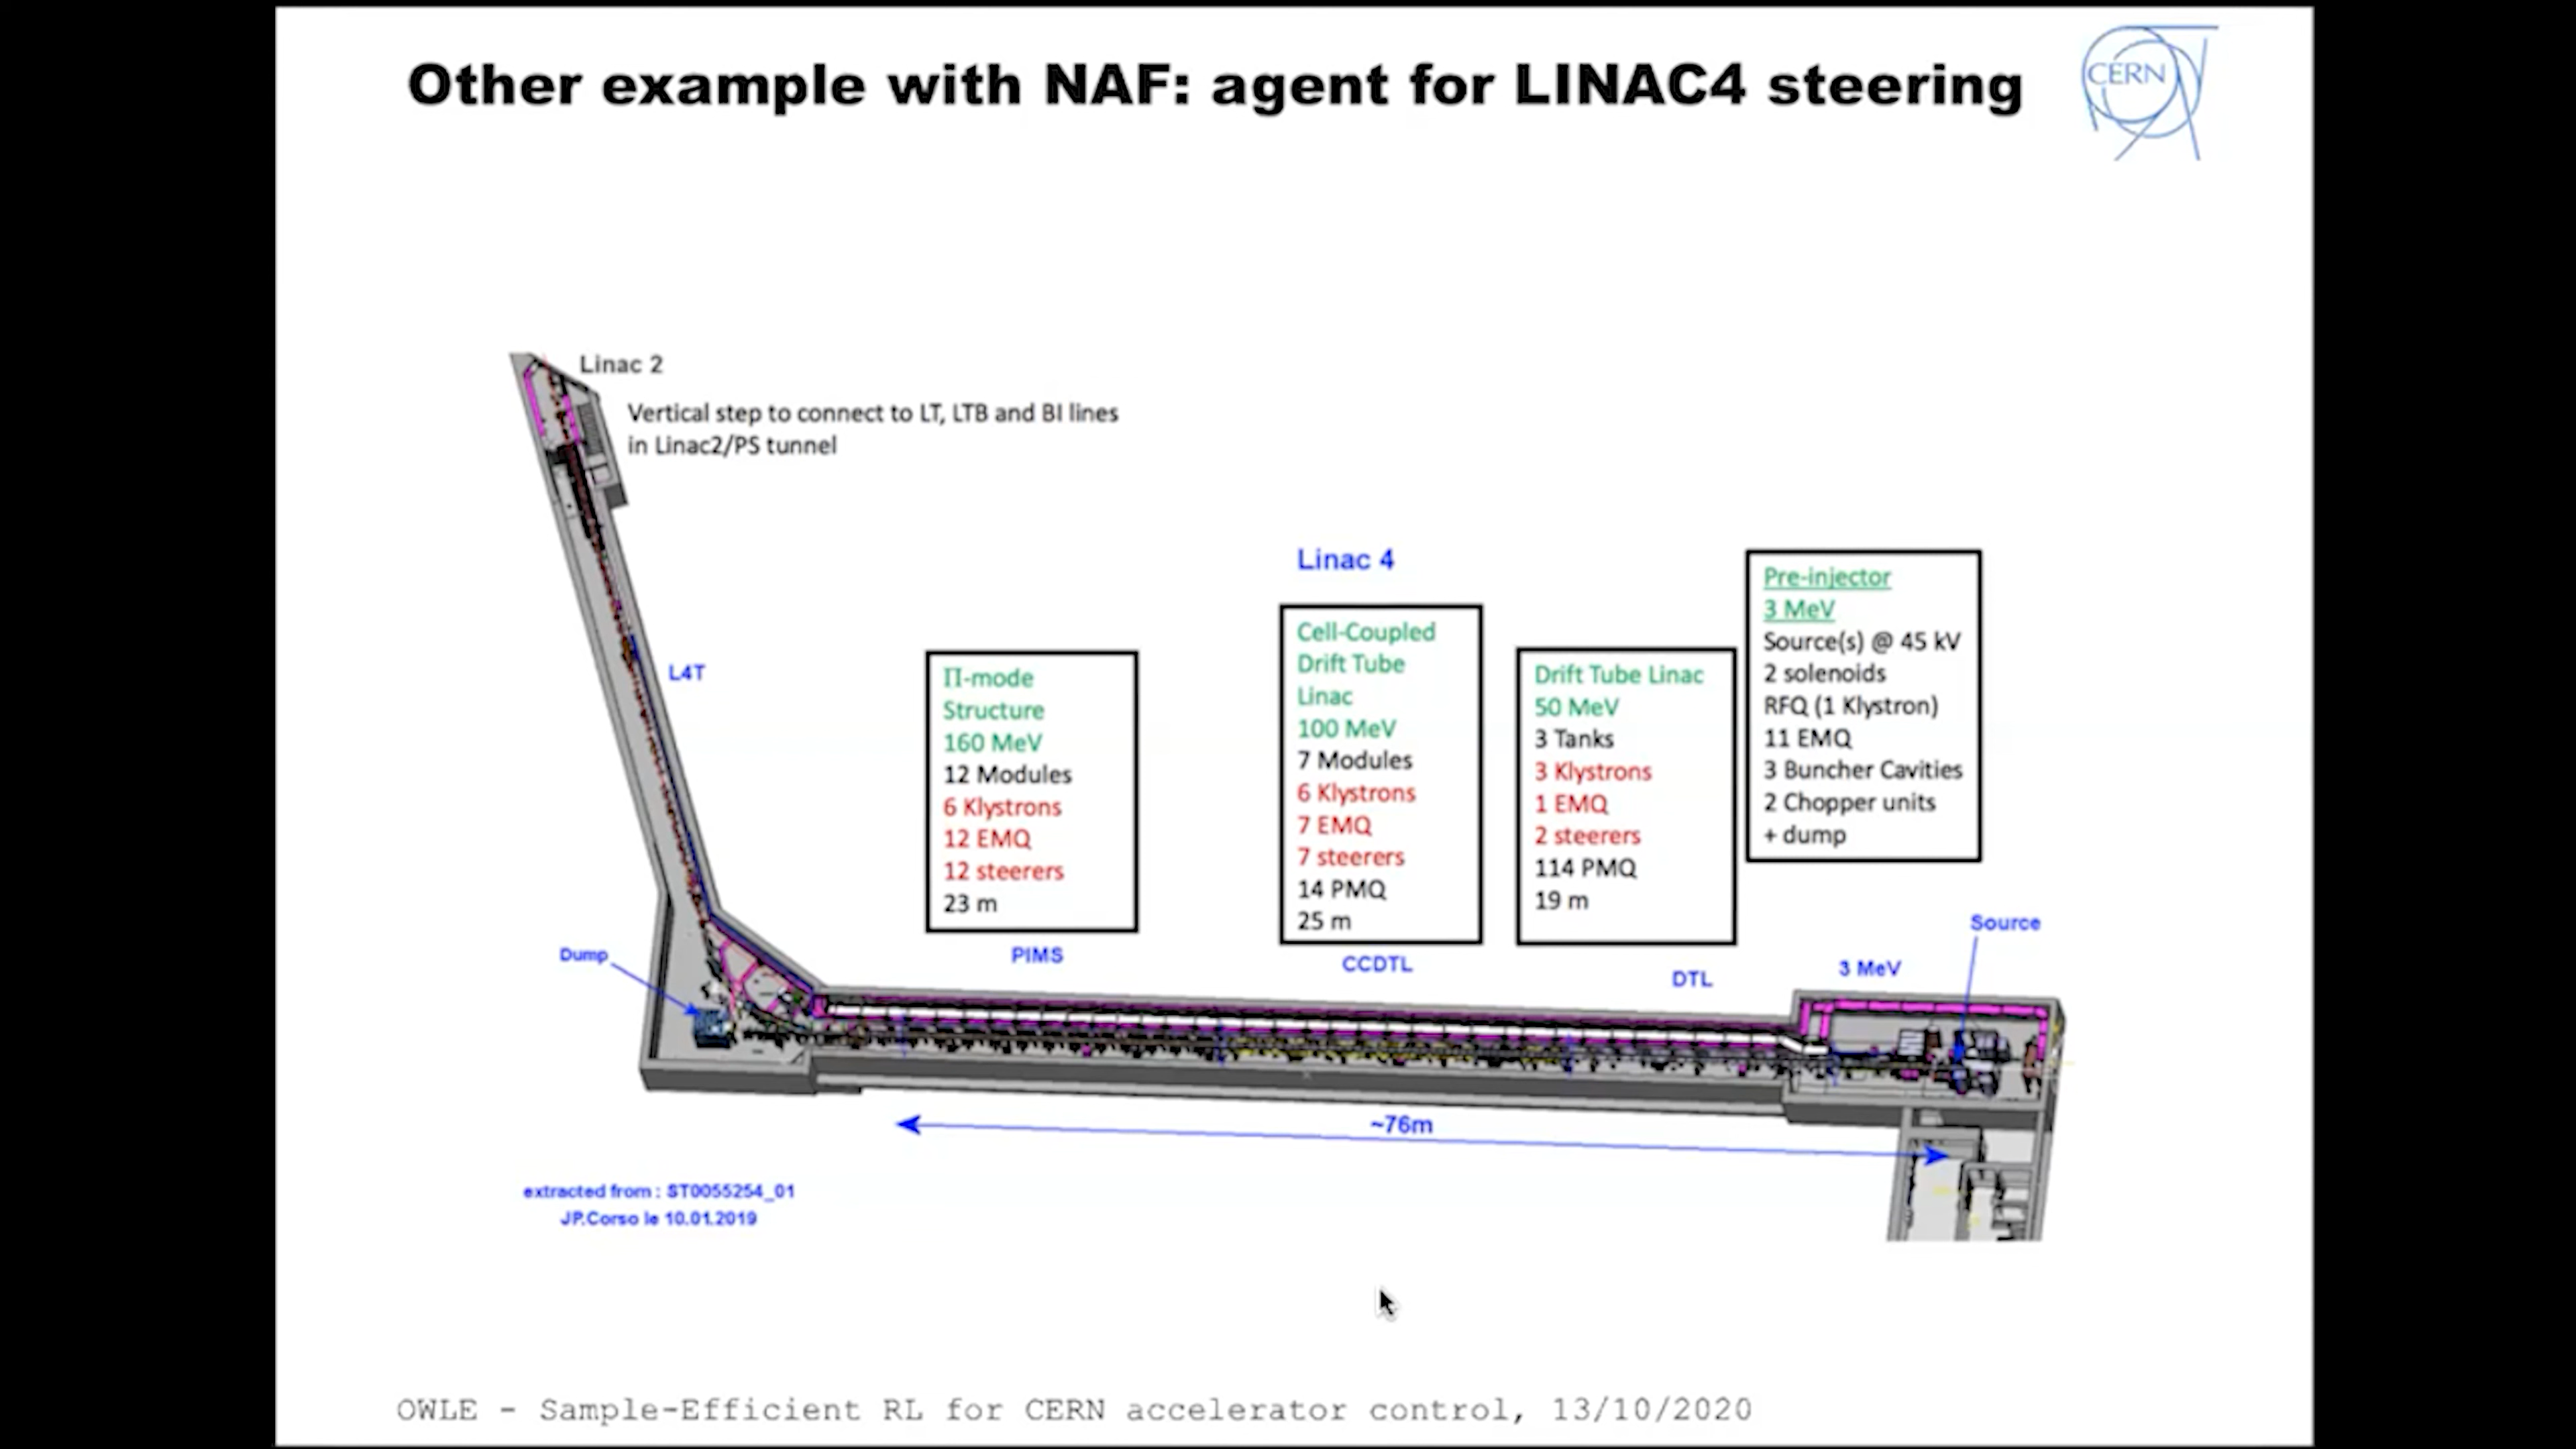 Other example with NAF: agent for LINAC4 steering
CERN
Linac 2
Vertical step to connect to LT, LTB and BI lines
in Linac2/PS tunnel
L4T
Linac 4
Π-mode
Structure
160 MeV
12 Modules
6 Klystrons
12 EMQ
12 steerers
23 m
PIMS
Cell-Coupled
Drift Tube
Linac
100 MeV
7 Modules
6 Klystrons
7 EMQ
7 steerers
14 PMQ
25 m
CCDTL
Drift Tube Linac
50 MeV
3 Tanks
3 Klystrons
1 EMQ
2 steerers
114 PMQ
19 m
DTL
Pre-injector
3 MeV
Source(s) @ 45 kV
2 solenoids
RFQ (1 Klystron)
11 EMQ
3 Buncher Cavities
2 Chopper units
+ dump
3 MeV
Source
Dump
~76m
extracted from : ST0055254_01
JP.Corso le 10.01.2019
OWLE - Sample-Efficient RL for CERN accelerator control, 13/10/2020